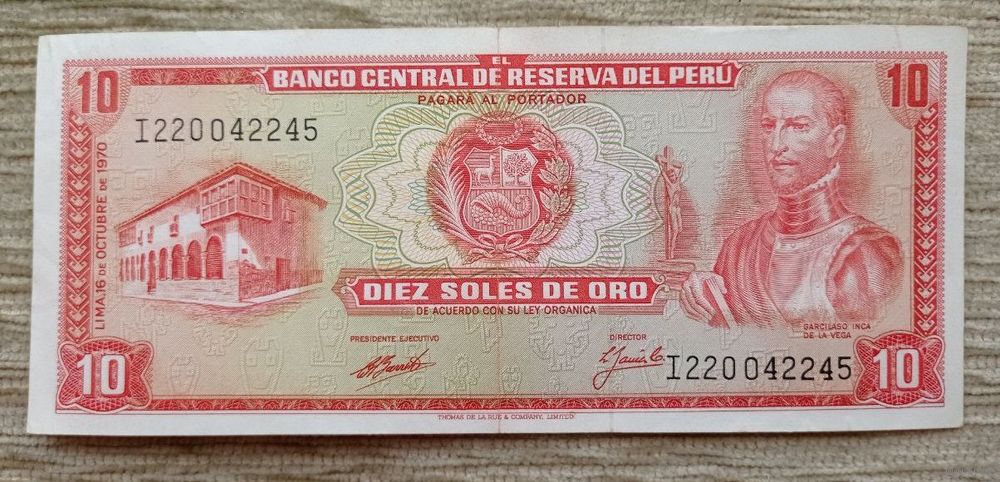 EL
BANCO CENTRAL DE RESERVA DEL PERÚ
10
10
PAGARÁ AL PORTADOR
I220042245
LIMA, 16 DE OCTUBRE DE 1970
DIEZ SOLES DE ORO
DE ACUERDO CON SU LEY ORGANICA
GARCILASO INCA
DE LA VEGA
PRESIDENTE EJECUTIVO
DIRECTOR
I220042245
10
10
THOMAS DE LA RUE & COMPANY, LIMITED